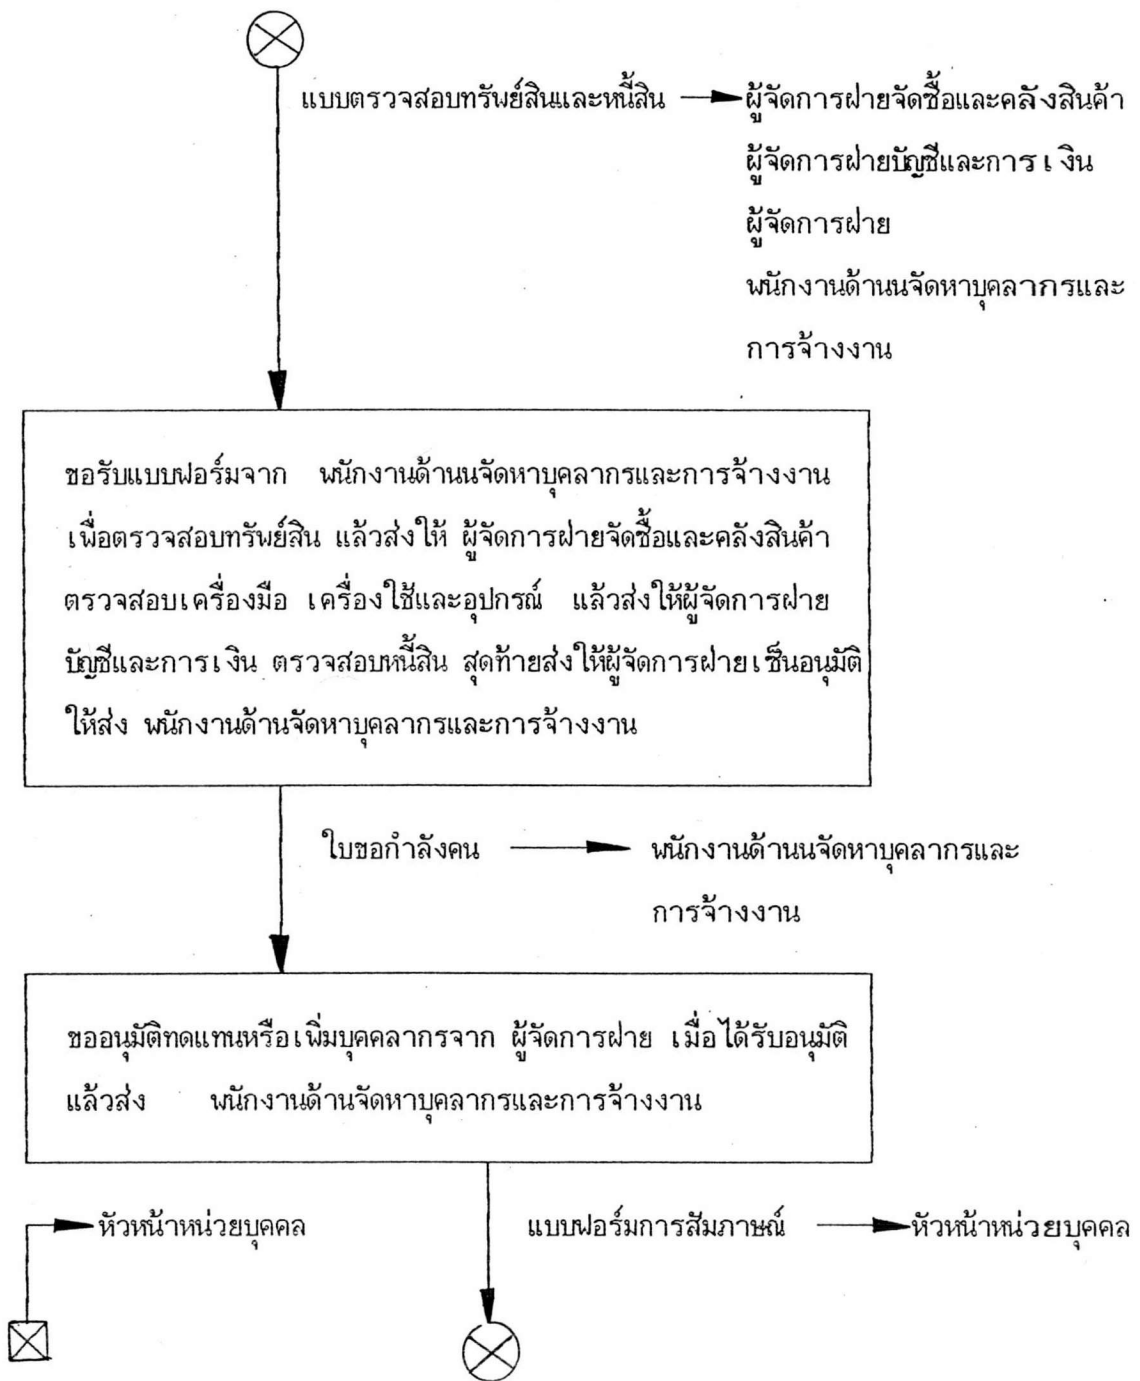 แบบตรวจสอบทรัพย์สินและหนี้สิน ผู้จัดการฝ่ายจัดซื้อและคลังสินค้า
ผู้จัดการฝ่ายบัญชีและการเงิน
ผู้จัดการฝ่าย
พนักงานด้านนจัดหาบุคลากรและ
การจ้างงาน
ขอรับแบบฟอร์มจาก พนักงานด้านนจัดหาบุคลากรและการจ้างงาน
เพื่อตรวจสอบทรัพย์สิน แล้วส่งให้ ผู้จัดการฝ่ายจัดซื้อและคลังสินค้า
ตรวจสอบเครื่องมือ เครื่องใช้และอุปกรณ์ แล้วส่งให้ผู้จัดการฝ่าย
บัญชีและการเงิน ตรวจสอบหนี้สิน สุดท้ายส่งให้ผู้จัดการฝ่ายเซ็นอนุมัติ
ให้ส่ง พนักงานด้านจัดหาบุคลากรและการจ้างงาน
ใบขอกำลังคน พนักงานด้านนจัดหาบุคลากรและ
การจ้างงาน
ขออนุมัติทดแทนหรือเพิ่มบุคคลากรจาก ผู้จัดการฝ่าย เมื่อได้รับอนุมัติ
แล้วส่ง พนักงานด้านจัดหาบุคลากรและการจ้างงาน
หัวหน้าหน่วยบุคคล แบบฟอร์มการสัมภาษณ์ หัวหน้าหน่วยบุคคล